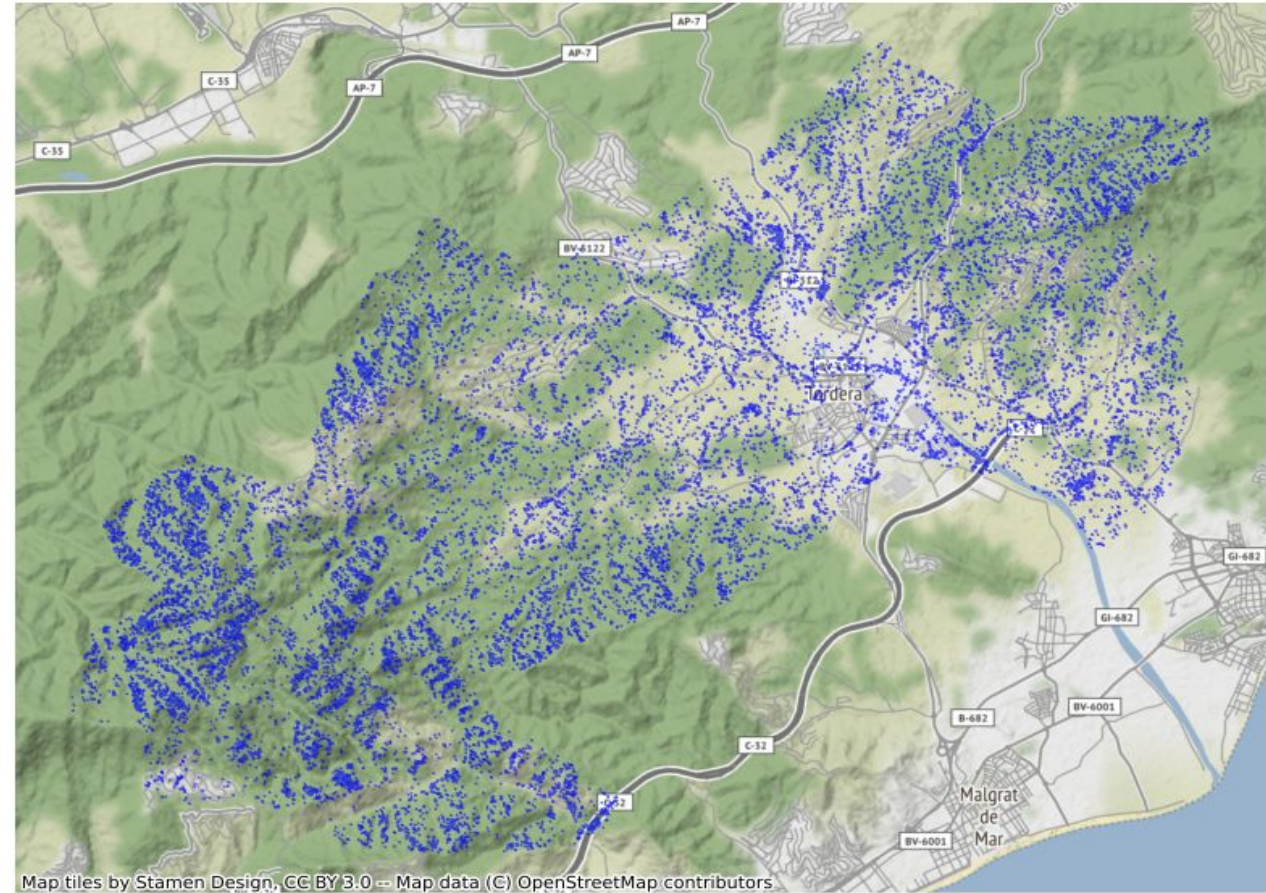 AP-7
AP-7
C-35
AP-7
C-35
BV-5122
Tordera
GI-682
GI-682
BV-6001
B-682
C-32
Malgrat
de
Mar
BV-6001
Map tiles by Stamen Design, CC BY 3.0 -- Map data (C) OpenStreetMap contributors